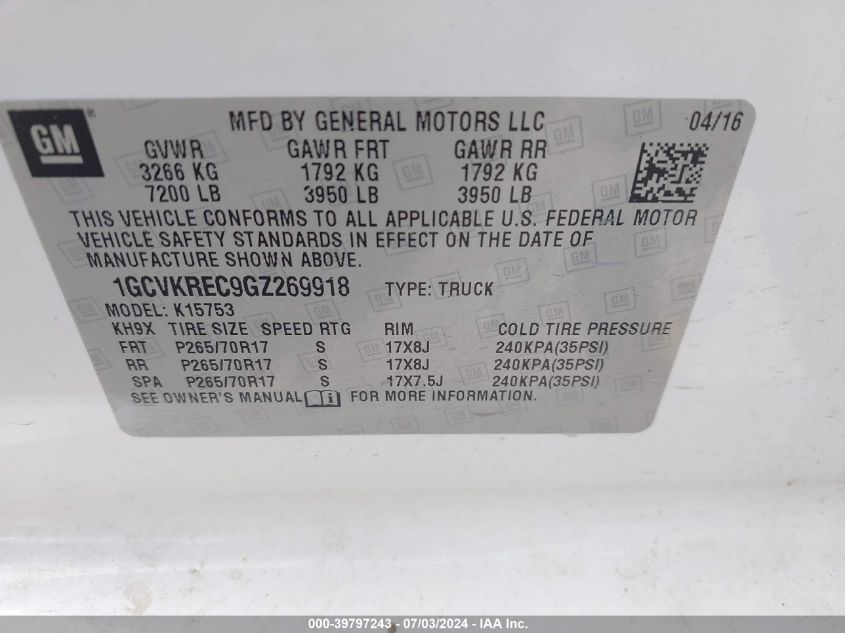 GM ® MFD BY GENERAL MOTORS LLC 04/16
GVWR GAWR FRT GAWR RR
3266 KG 1792 KG 1792 KG
7200 LB 3950 LB 3950 LB
THIS VEHICLE CONFORMS TO ALL APPLICABLE U.S. FEDERAL MOTOR
VEHICLE SAFETY STANDARDS IN EFFECT ON THE DATE OF
MANUFACTURE SHOWN ABOVE.
1GCVKREC9GZ269918 TYPE: TRUCK
MODEL: K15753
KH9X TIRE SIZE SPEED RTG RIM COLD TIRE PRESSURE
FRT P265/70R17 S 17X8J 240KPA(35PSI)
RR P265/70R17 S 17X8J 240KPA(35PSI)
SPA P265/70R17 S 17X7.5J 240KPA(35PSI)
SEE OWNER'S MANUAL FOR MORE INFORMATION.
000-39797243 - 07/03/2024 - IAA Inc.